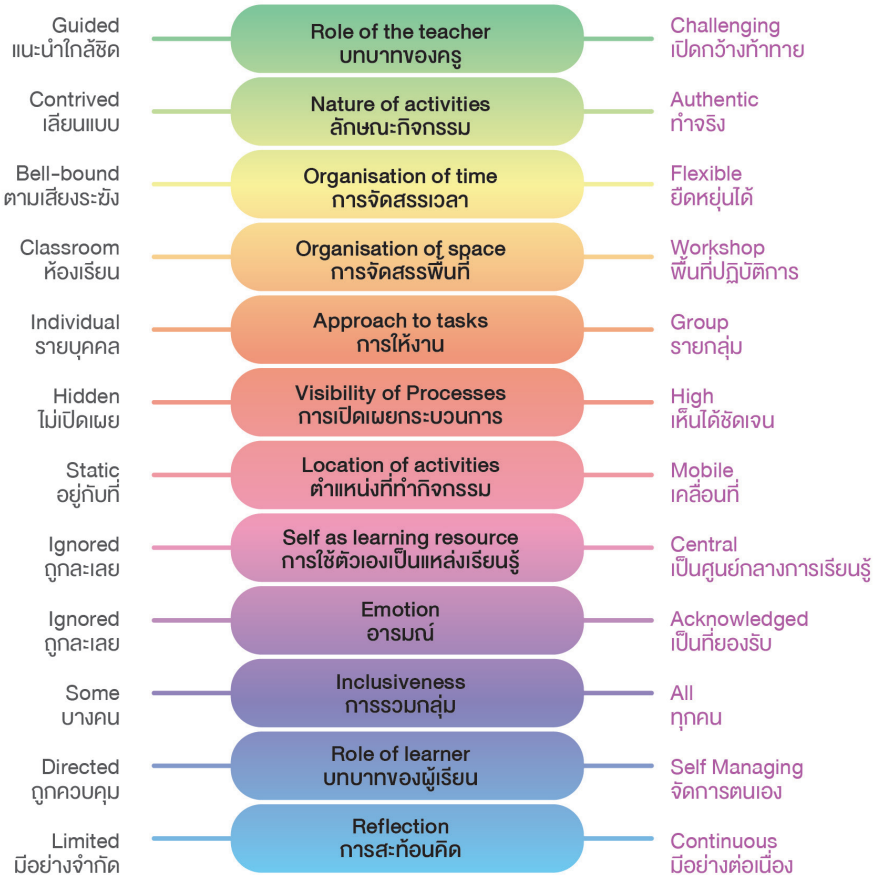 Guided
แนะนำใกล้ชิด
Role of the teacher
บทบาทของครู
Challenging
เปิดกว้างท้าทาย
Contrived
เลียนแบบ
Nature of activities
ลักษณะกิจกรรม
Authentic
ทำจริง
Bell-bound
ตามเสียงระฆัง
Organisation of time
การจัดสรรเวลา
Flexible
ยืดหยุ่นได้
Classroom
ห้องเรียน
Organisation of space
การจัดสรรพื้นที่
Workshop
พื้นที่ปฏิบัติการ
Individual
รายบุคคล
Approach to tasks
การให้งาน
Group
รายกลุ่ม
Hidden
ไม่เปิดเผย
Visibility of Processes
การเปิดเผยกระบวนการ
High
เห็นได้ชัดเจน
Static
อยู่กับที่
Location of activities
ตำแหน่งที่ทำกิจกรรม
Mobile
เคลื่อนที่
Ignored
ถูกละเลย
Self as learning resource
การใช้ตัวเองเป็นแหล่งเรียนรู้
Central
เป็นศูนย์กลางการเรียนรู้
Ignored
ถูกละเลย
Emotion
อารมณ์
Acknowledged
เป็นที่ยองรับ
Some
บางคน
Inclusiveness
การรวมกลุ่ม
All
ทุกคน
Directed
ถูกควบคุม
Role of learner
บทบาทของผู้เรียน
Self Managing
จัดการตนเอง
Limited
มีอย่างจำกัด
Reflection
การสะท้อนคิด
Continuous
มีอย่างต่อเนื่อง